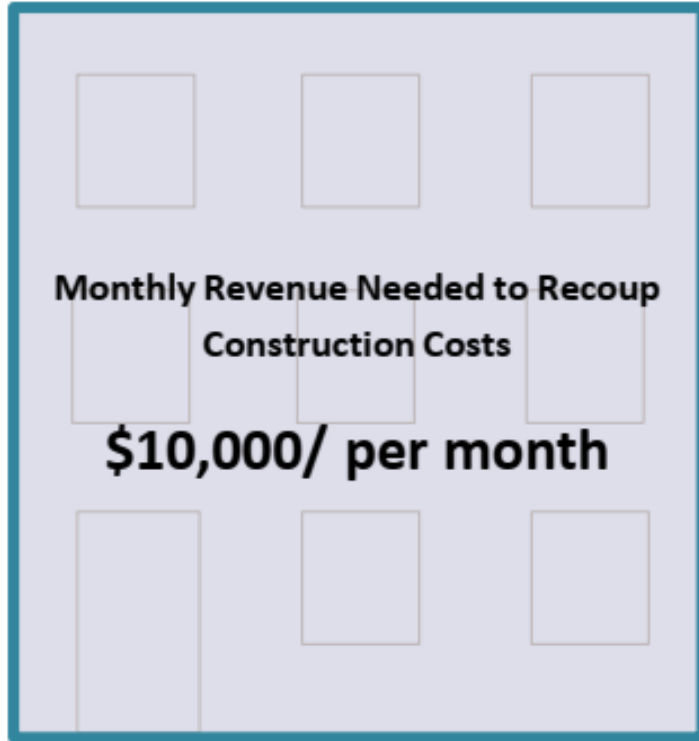 Monthly Revenue Needed to Recoup
Construction Costs
$10,000/ per month